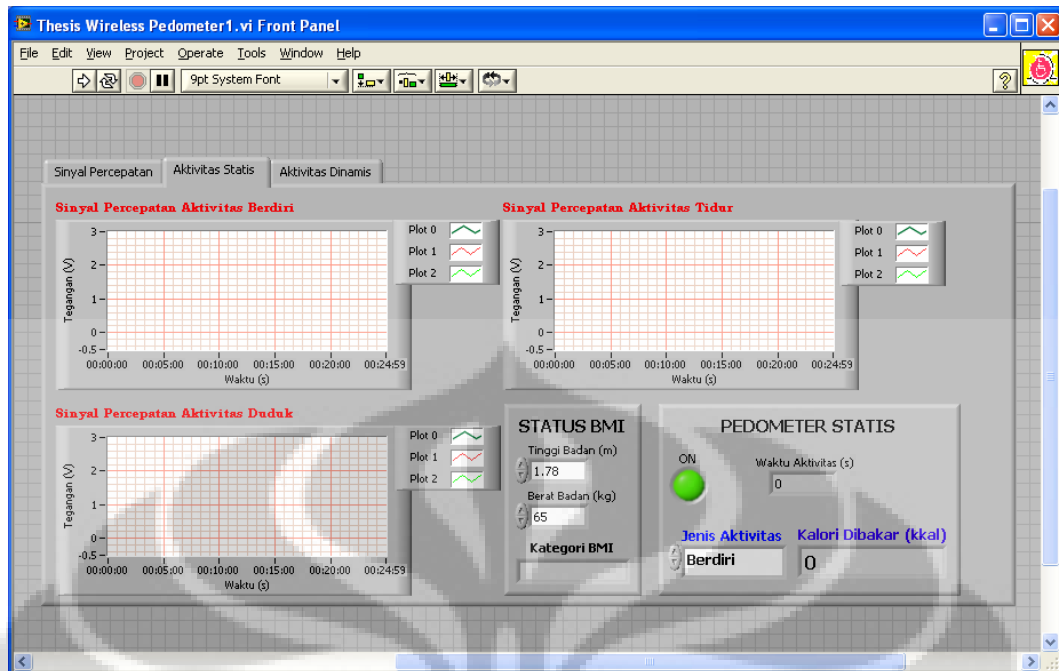 Thesis Wireless Pedometer1.vi Front Panel
File Edit View Project Operate Tools Window Help
9pt System Font
Sinyal Percepatan
Aktivitas Statis
Aktivitas Dinamis
Sinyal Percepatan Aktivitas Berdiri
Plot 0
Plot 1
Plot 2
Tegangan (V)
3
2
1
0
-0.5
00:00:00 00:05:00 00:10:00 00:15:00 00:20:00 00:24:59
Waktu (s)
Sinyal Percepatan Aktivitas Tidur
Plot 0
Plot 1
Plot 2
Tegangan (V)
3
2
1
0
-0.5
00:00:00 00:05:00 00:10:00 00:15:00 00:20:00 00:24:59
Waktu (s)
Sinyal Percepatan Aktivitas Duduk
Plot 0
Plot 1
Plot 2
Tegangan (V)
3
2
1
0
-0.5
00:00:00 00:05:00 00:10:00 00:15:00 00:20:00 00:24:59
Waktu (s)
STATUS BMI
Tinggi Badan (m)
1.78
Berat Badan (kg)
65
Kategori BMI
PEDOMETER STATIS
ON
Waktu Aktivitas (s)
0
Jenis Aktivitas
Berdiri
Kalori Dibakar (kkal)
0